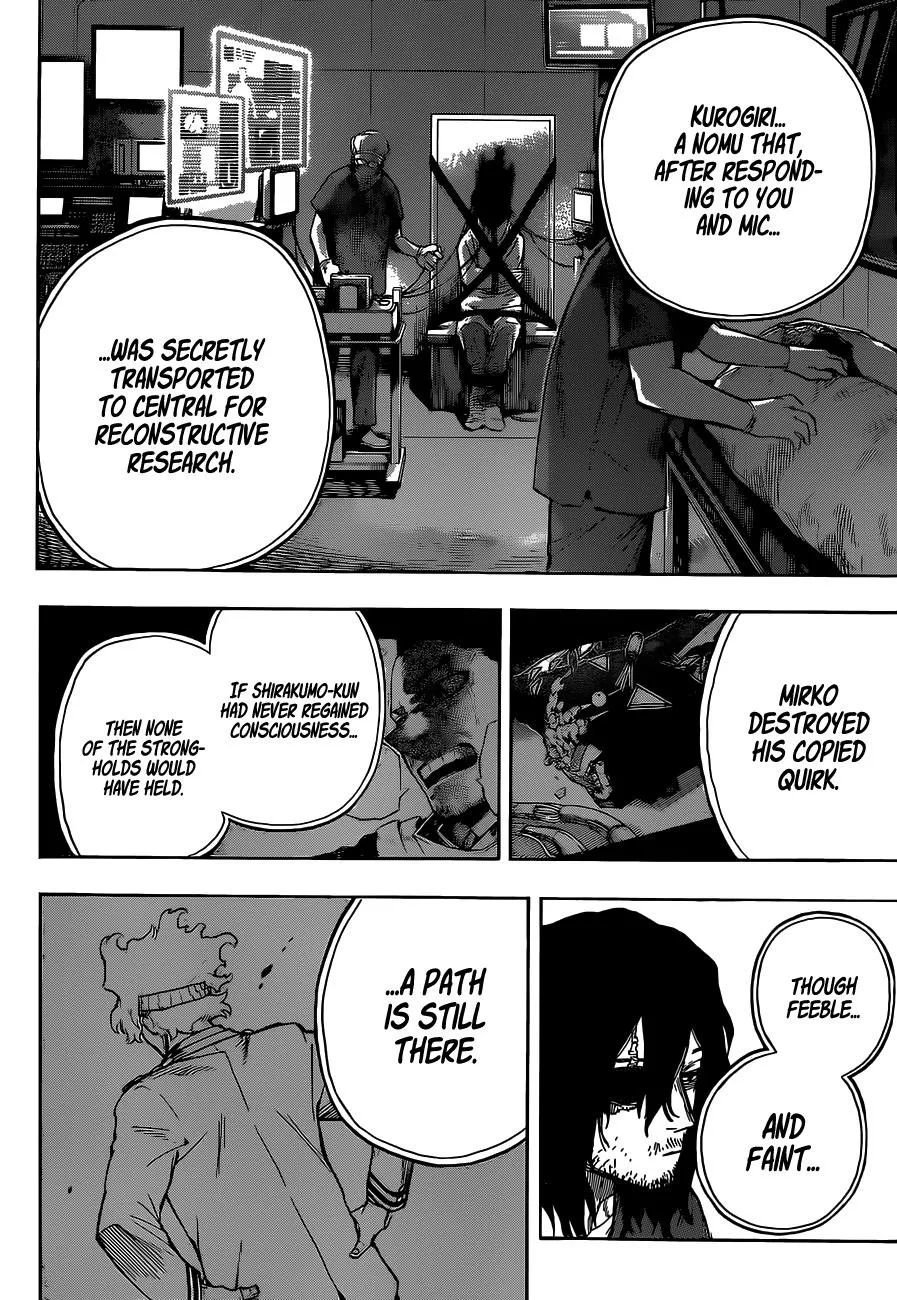 KUROGIRI...
A NOMU THAT,
AFTER RESPOND-
ING TO YOU
AND MIC...
...WAS SECRETLY
TRANSPORTED
TO CENTRAL FOR
RECONSTRUCTIVE
RESEARCH.
MIRKO
DESTROYED
HIS COPIED
QUIRK.
IF SHIRAKUMO-KUN
HAD NEVER REGAINED
CONSCIOUSNESS...
THEN NONE
OF THE STRONG-
HOLDS WOULD
HAVE HELD.
THOUGH
FEEBLE...
AND
FAINT...
...A PATH
IS STILL
THERE.